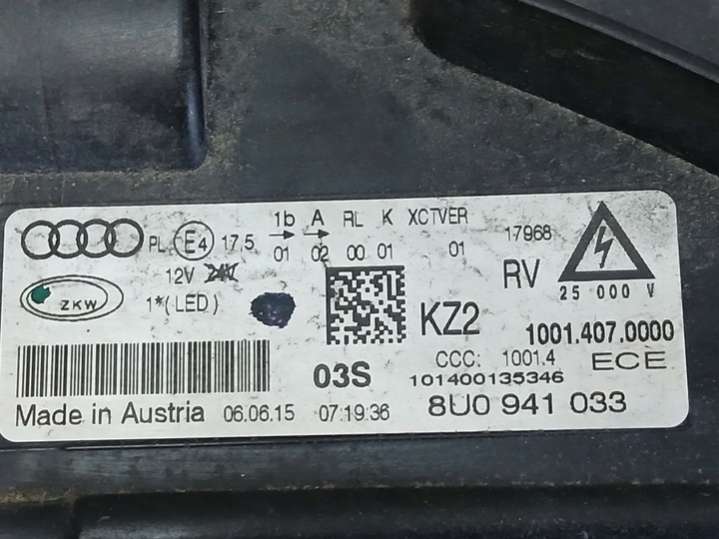 1b A RL K XCTVER
PL E4 17.5 01 02 00 01 01 17968
12V 24V
ZKW 1*(LED)
RV 25 000 V
KZ2 1001.407.0000
03S CCC: 1001.4 ECE
101400135346
Made in Austria 06.06.15 07:19:36 8U0 941 033